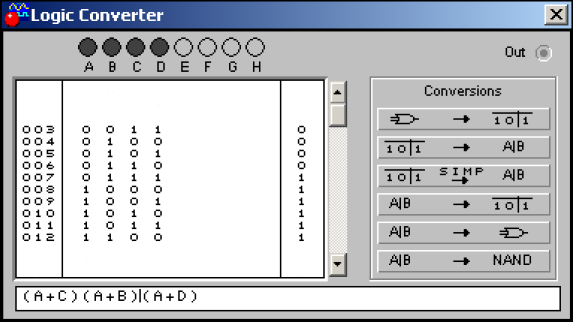 Logic Converter
A B C D E F G H
Out
Conversions
1 0 1
1 0 1 A|B
1 0 1 SIMP A|B
A|B 1 0 1
A|B
A|B NAND
003 0 0 1 1 0
004 0 1 0 0 0
005 0 1 0 1 0
006 0 1 1 0 0
007 0 1 1 1 1
008 1 0 0 0 1
009 1 0 0 1 1
010 1 0 1 0 1
011 1 0 1 1 1
012 1 1 0 0 1
(A+C)(A+B)(A+D)